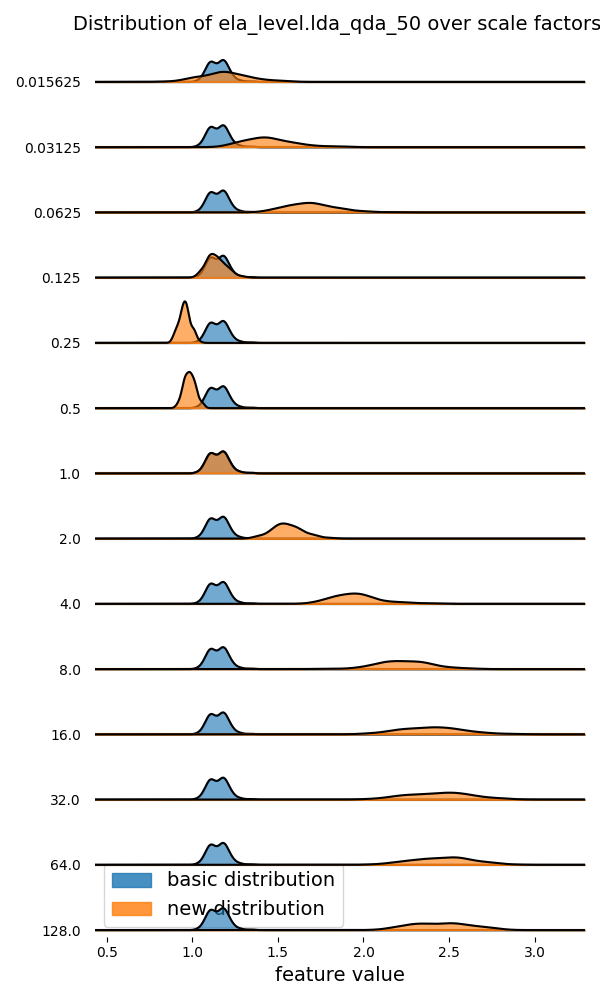 Distribution of ela_level.lda_qda_50 over scale factors
0.015625
0.03125
0.0625
0.125
0.25
0.5
1.0
2.0
4.0
8.0
16.0
32.0
64.0
basic distribution
new distribution
128.0
0.5 1.0 1.5 2.0 2.5 3.0
feature value